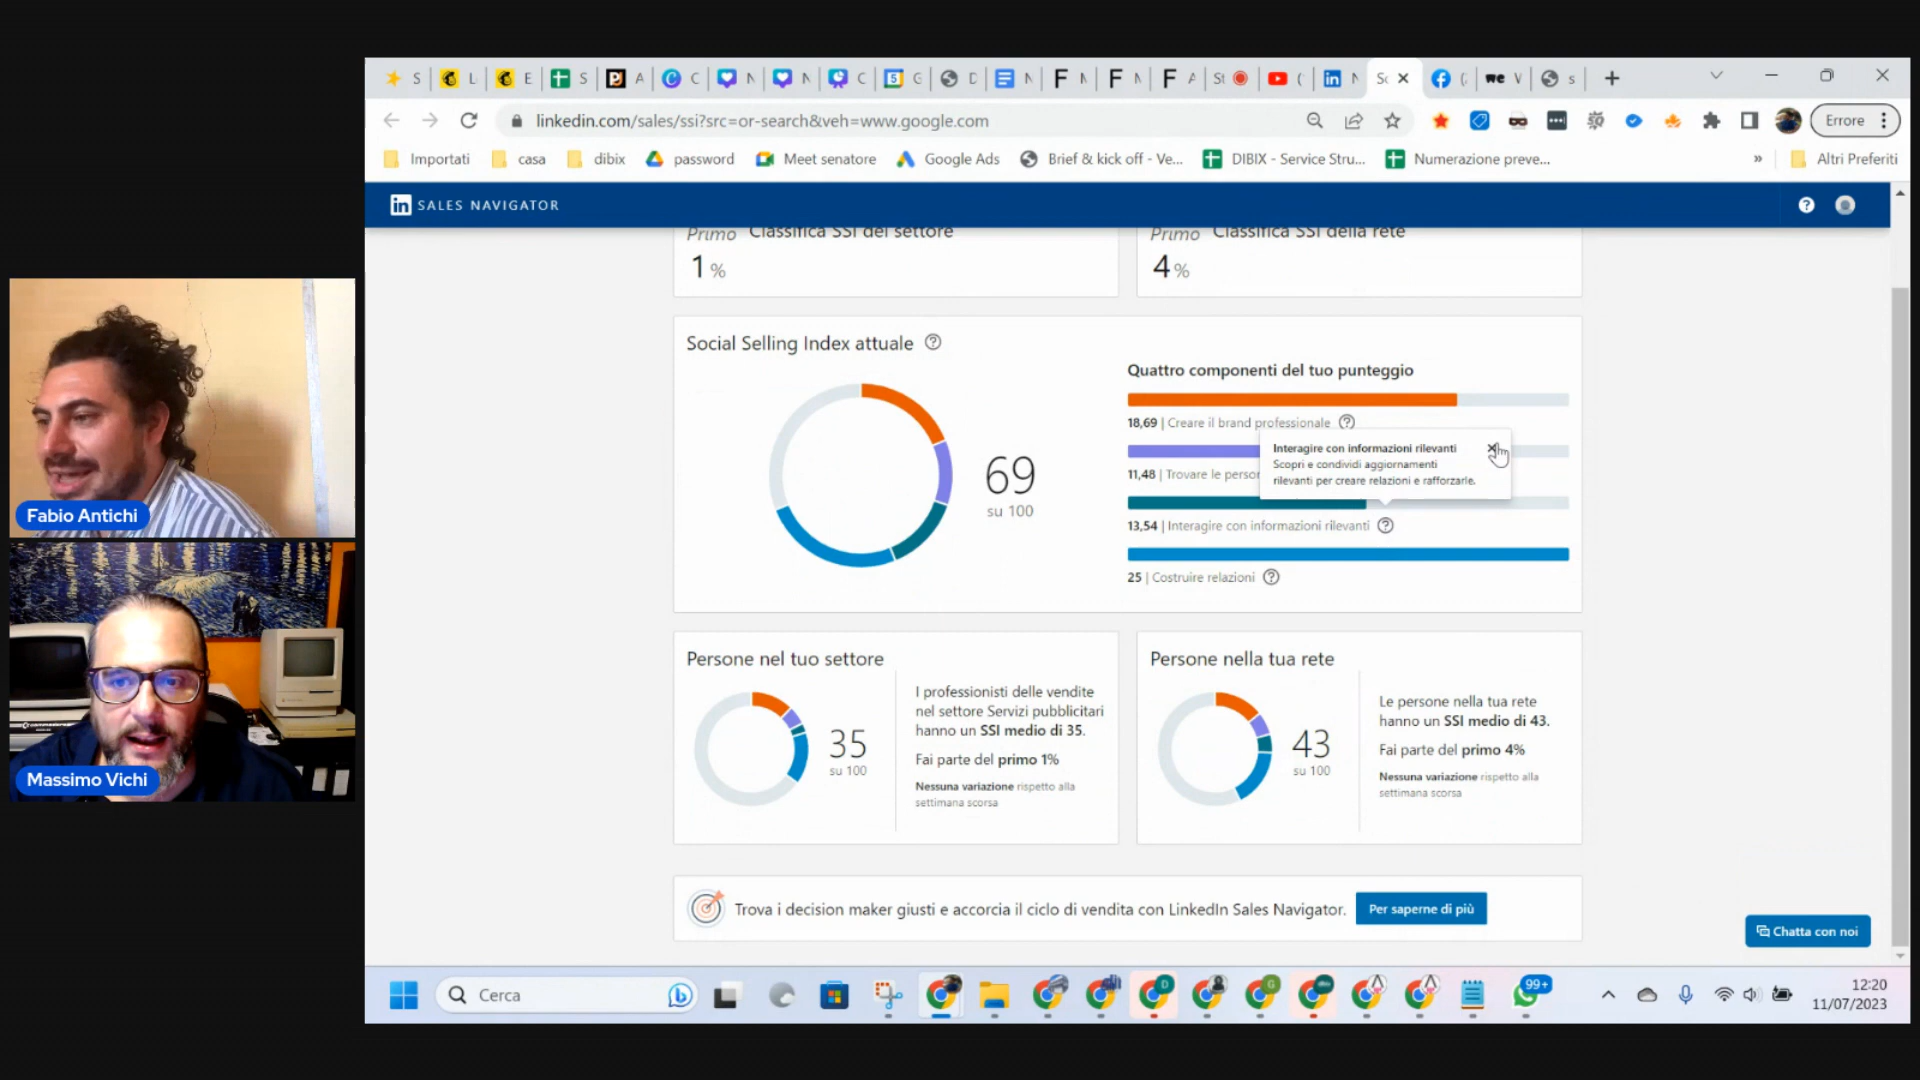 linkedin.com/sales/ssi?src=or-search&veh=www.google.com
Errore
Importati
casa
dibix
password
Meet senatore
Google Ads
Brief & kick off - Ve...
DIBIX - Service Stru...
Numerazione preve...
Altri Preferiti
in SALES NAVIGATOR
Primo Classifica SSI del settore
1 %
Primo Classifica SSI della rete
4 %
Social Selling Index attuale
69
su 100
Quattro componenti del tuo punteggio
18,69 | Creare il brand professionale
11,48 | Trovare le perso
Interagire con informazioni rilevanti
Scopri e condividi aggiornamenti
rilevanti per creare relazioni e rafforzarle.
13,54 | Interagire con informazioni rilevanti
25 | Costruire relazioni
Persone nel tuo settore
35
su 100
I professionisti delle vendite
nel settore Servizi pubblicitari
hanno un SSI medio di 35.
Fai parte del primo 1%
Nessuna variazione rispetto alla
settimana scorsa
Persone nella tua rete
43
su 100
Le persone nella tua rete
hanno un SSI medio di 43.
Fai parte del primo 4%
Nessuna variazione rispetto alla
settimana scorsa
Trova i decision maker giusti e accorcia il ciclo di vendita con LinkedIn Sales Navigator.
Per saperne di più
Chatta con noi
Fabio Antichi
Massimo Vichi
Cerca
99+
12:20
11/07/2023